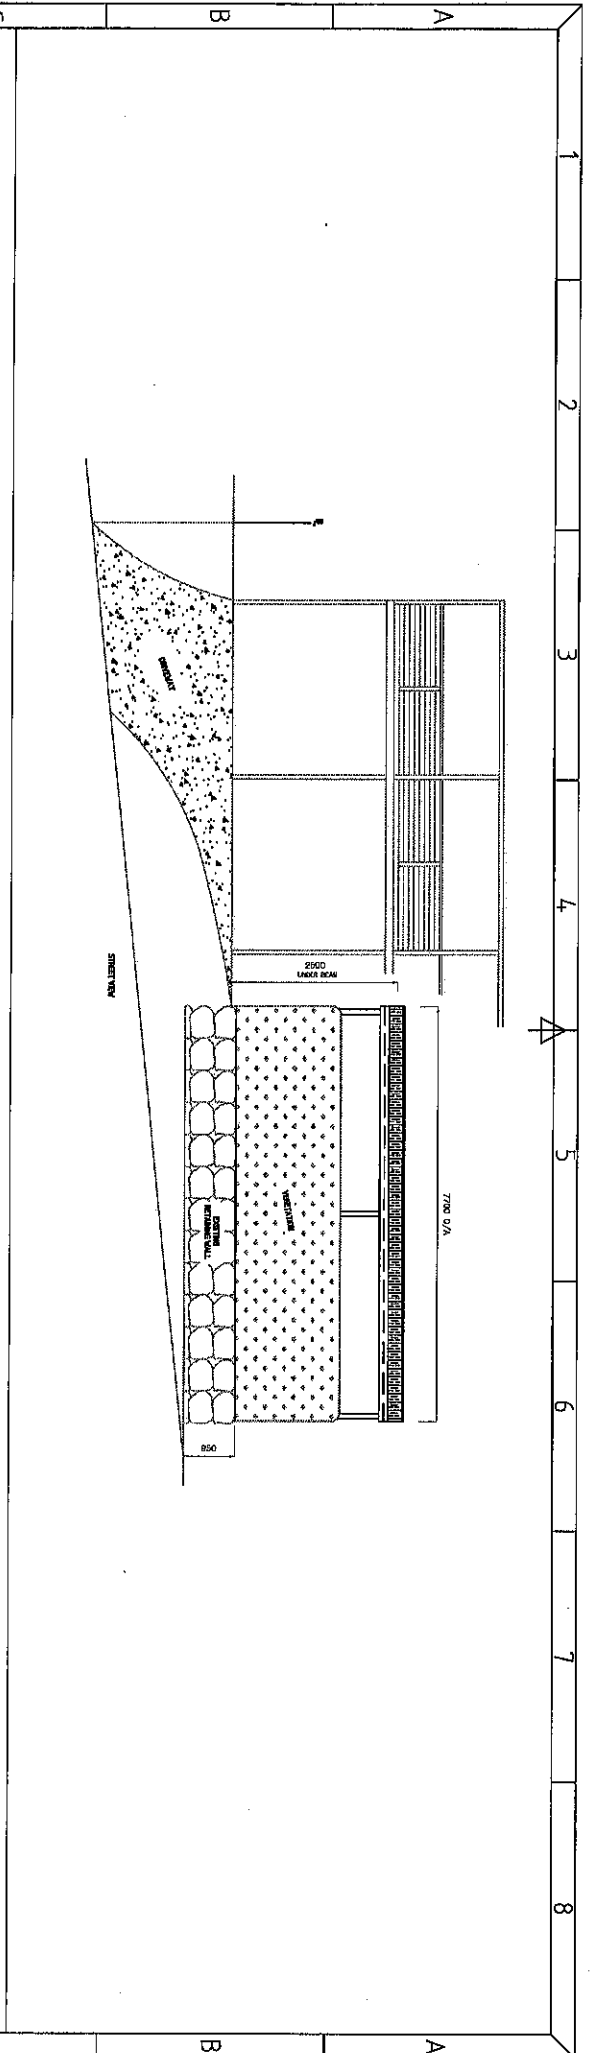 1
2
3
4
5
6
7
8
A
A
B
B
7700 O/A
2500
UNDER BEAM
VEGETATION
EXISTING
RETAINING WALL
850
DRIVEWAY
STREET VIEW